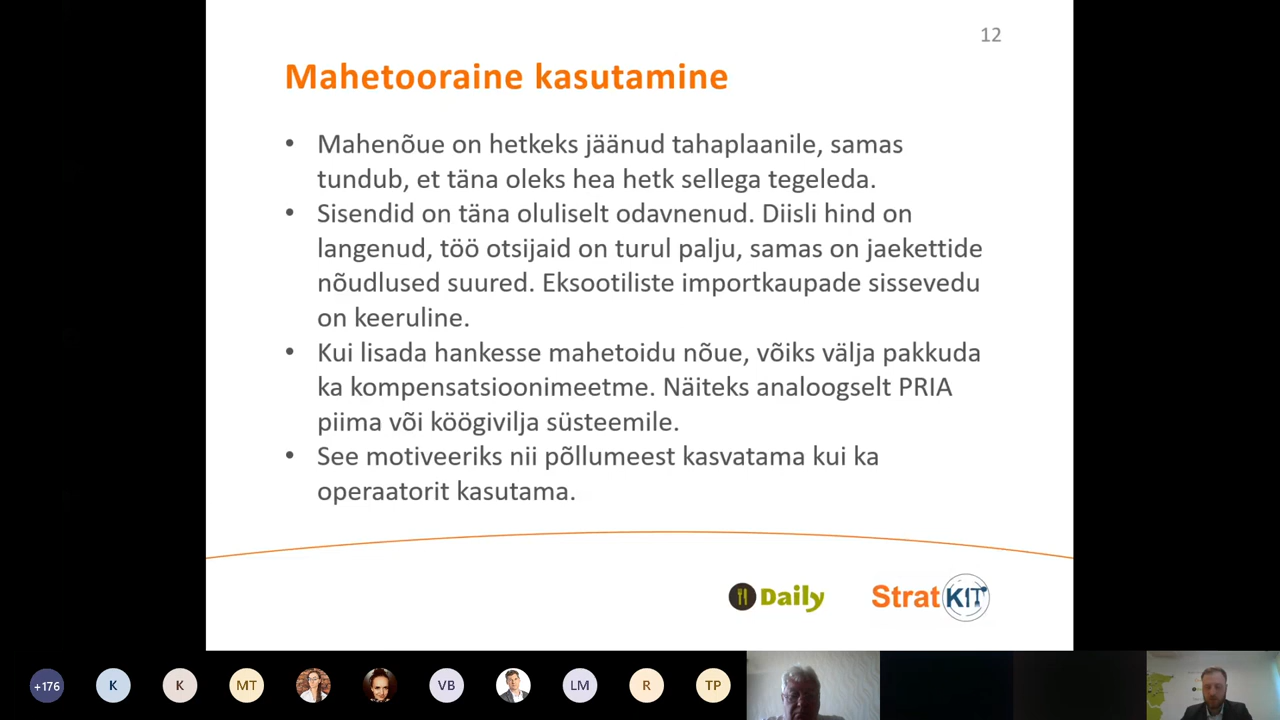 12
Mahetooraine kasutamine
• Mahenõue on hetkeks jäänud tahaplaanile, samas
tundub, et täna oleks hea hetk sellega tegeleda.
• Sisendid on täna oluliselt odavnenud. Diisli hind on
langenud, töö otsijaid on turul palju, samas on jaekettide
nõudlused suured. Eksootiliste importkaupade sissevedu
on keeruline.
• Kui lisada hankesse mahetoidu nõue, võiks välja pakkuda
ka kompensatsioonimeetme. Näiteks analoogselt PRIA
piima või köögivilja süsteemile.
• See motiveeriks nii põllumeest kasvatama kui ka
operaatorit kasutama.
Daily StratKIT
+176 K K MT VB LM R TP